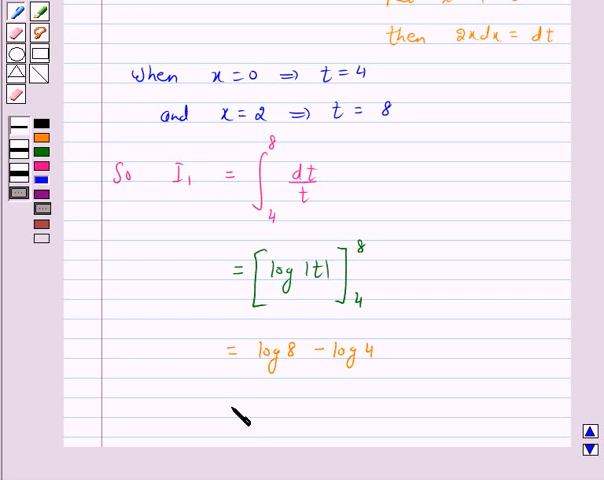 then 2xdx = dt
When x = 0 ⇒ t = 4
and x = 2 ⇒ t = 8
So I₁ = ∫₄⁸ dt/t
= [log |t|]₄⁸
= log 8 - log 4